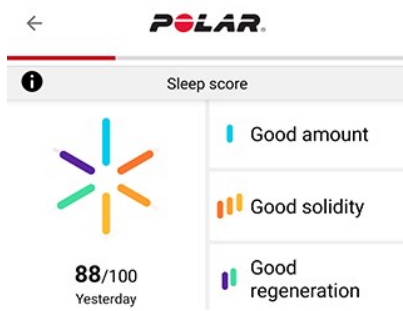 POLAR.
Sleep score
Good amount
Good solidity
Good
regeneration
88/100
Yesterday